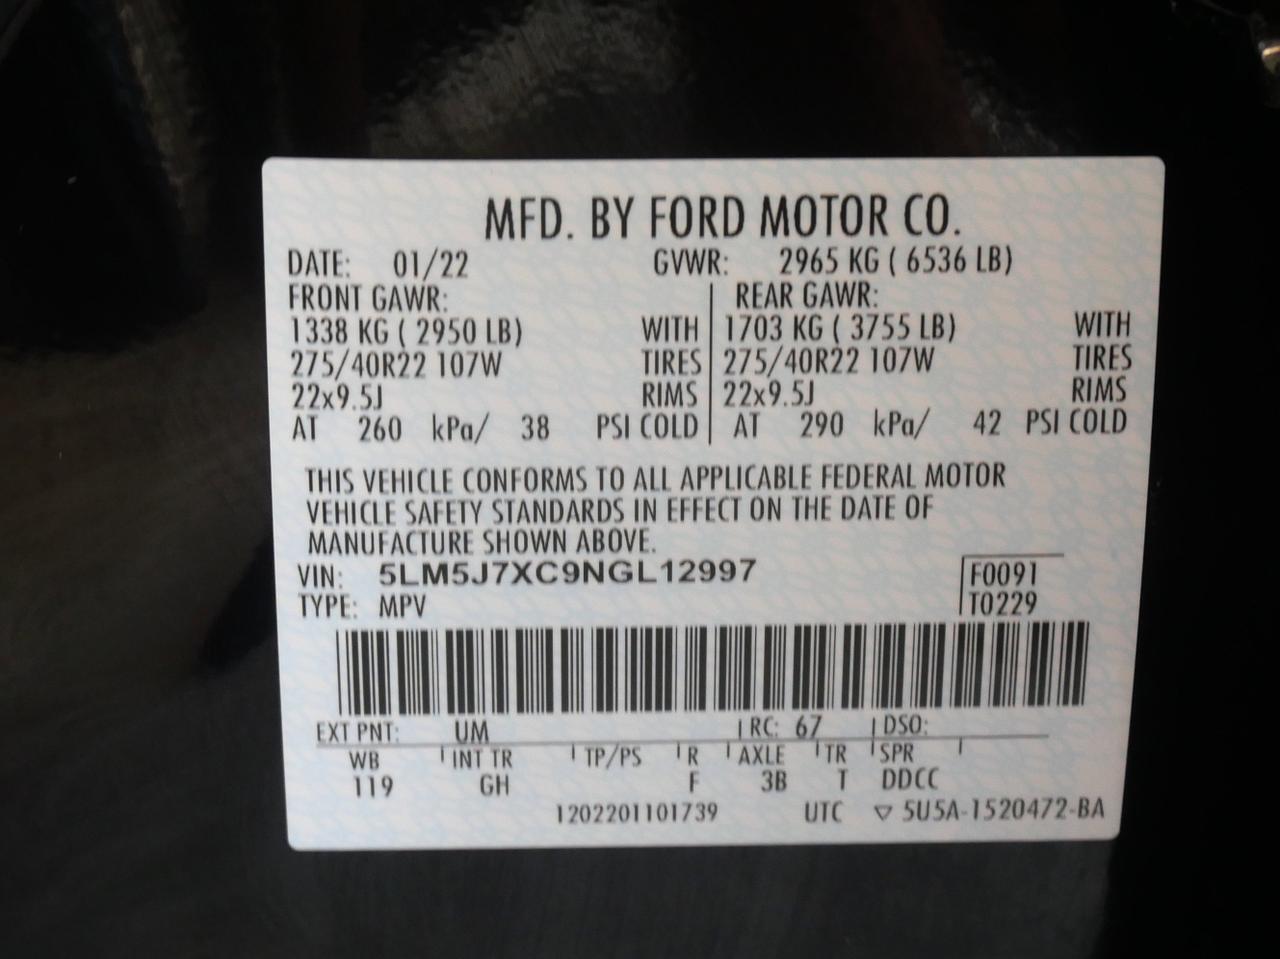 MFD. BY FORD MOTOR CO.
DATE: 01/22 GVWR: 2965 KG ( 6536 LB)
FRONT GAWR: REAR GAWR:
1338 KG ( 2950 LB) WITH 1703 KG ( 3755 LB) WITH
275/40R22 107W TIRES 275/40R22 107W TIRES
22x9.5J RIMS 22x9.5J RIMS
AT 260 kPa/ 38 PSI COLD AT 290 kPa/ 42 PSI COLD
THIS VEHICLE CONFORMS TO ALL APPLICABLE FEDERAL MOTOR
VEHICLE SAFETY STANDARDS IN EFFECT ON THE DATE OF
MANUFACTURE SHOWN ABOVE.
VIN: 5LM5J7XC9NGL12997 F0091
TYPE: MPV T0229
EXT PNT: UM RC: 67 DSO:
WB INT TR TP/PS R AXLE TR SPR
119 GH F 3B T DDCC
1202201101739 UTC ▽ 5U5A-1520472-BA